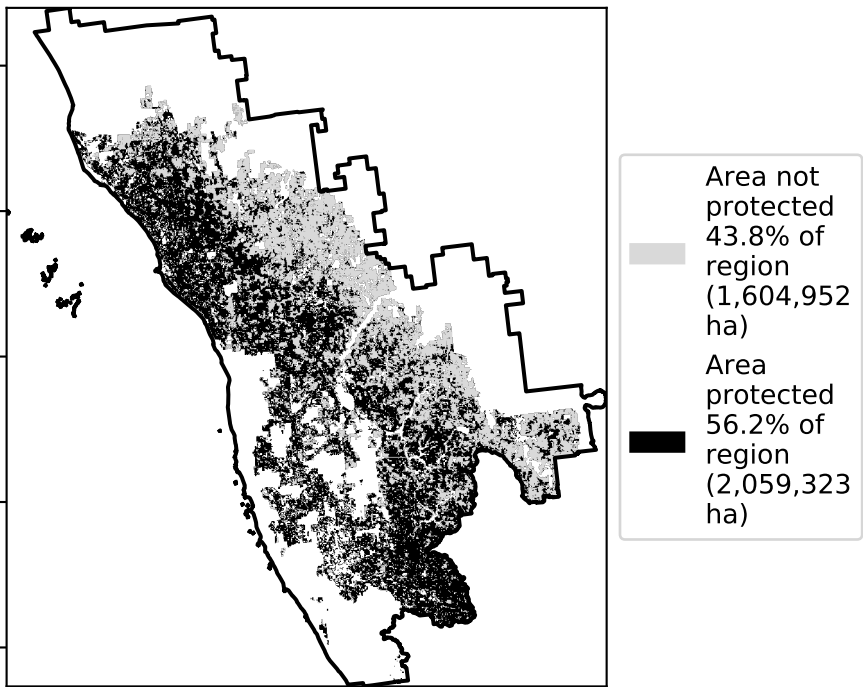 Area not
protected
43.8% of
region
(1,604,952
ha)
Area
protected
56.2% of
region
(2,059,323
ha)